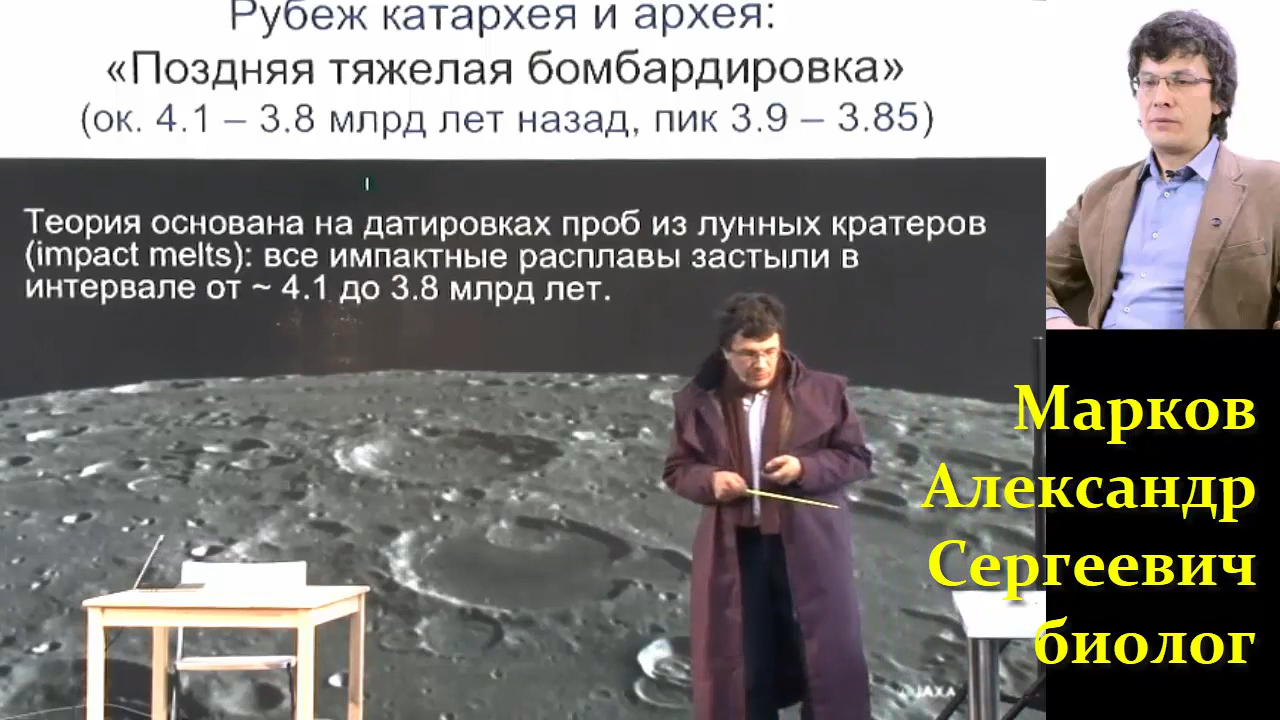 Рубеж катархея и архея:
«Поздняя тяжелая бомбардировка»
(ок. 4.1 – 3.8 млрд лет назад, пик 3.9 – 3.85)
Теория основана на датировках проб из лунных кратеров
(impact melts): все импактные расплавы застыли в
интервале от ~ 4.1 до 3.8 млрд лет.
JAXA
Марков
Александр
Сергеевич
биолог